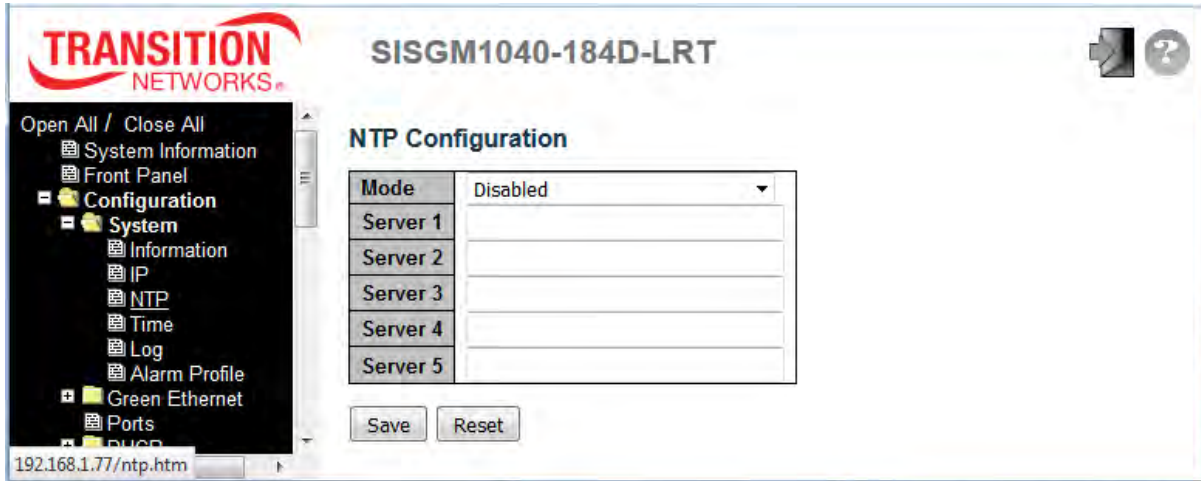 TRANSITION
NETWORKS®
SISGM1040-184D-LRT
?
Open All / Close All
System Information
Front Panel
Configuration
System
Information
IP
NTP
Time
Log
Alarm Profile
Green Ethernet
Ports
DHCP
192.168.1.77/ntp.htm
NTP Configuration
Mode Disabled
Server 1
Server 2
Server 3
Server 4
Server 5
Save Reset